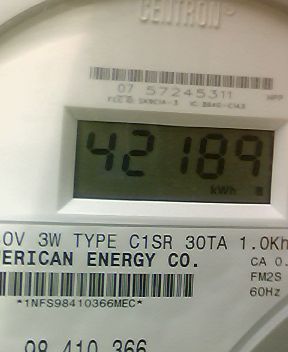 CENTRON
07 57245311
42189
kWh
0V 3W TYPE C1SR 30TA 1.0Kh
ERICAN ENERGY CO.
CA 0.
FM2S
60Hz
*1NFS98410366MEC*
98 410 366